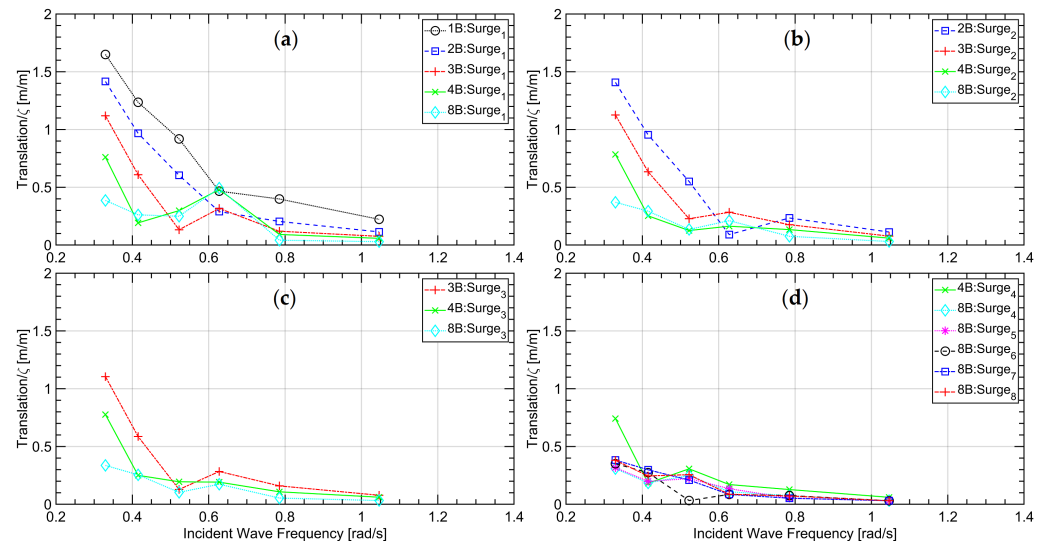 (a)
1B:Surge1
2B:Surge1
3B:Surge1
4B:Surge1
8B:Surge1
Translation/ζ [m/m]
2
1.5
1
0.5
0
0.2 0.4 0.6 0.8 1 1.2 1.4
(b)
2B:Surge2
3B:Surge2
4B:Surge2
8B:Surge2
Translation/ζ [m/m]
2
1.5
1
0.5
0
0.2 0.4 0.6 0.8 1 1.2 1.4
(c)
3B:Surge3
4B:Surge3
8B:Surge3
Translation/ζ [m/m]
2
1.5
1
0.5
0
0.2 0.4 0.6 0.8 1 1.2 1.4
Incident Wave Frequency [rad/s]
(d)
4B:Surge4
8B:Surge4
8B:Surge5
8B:Surge6
8B:Surge7
8B:Surge8
Translation/ζ [m/m]
2
1.5
1
0.5
0
0.2 0.4 0.6 0.8 1 1.2 1.4
Incident Wave Frequency [rad/s]